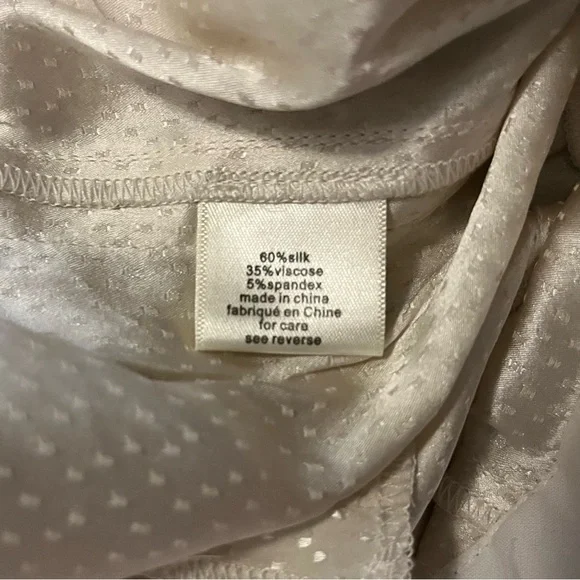 60%silk
35%viscose
5%spandex
made in china
fabriqué en Chine
for care
see reverse